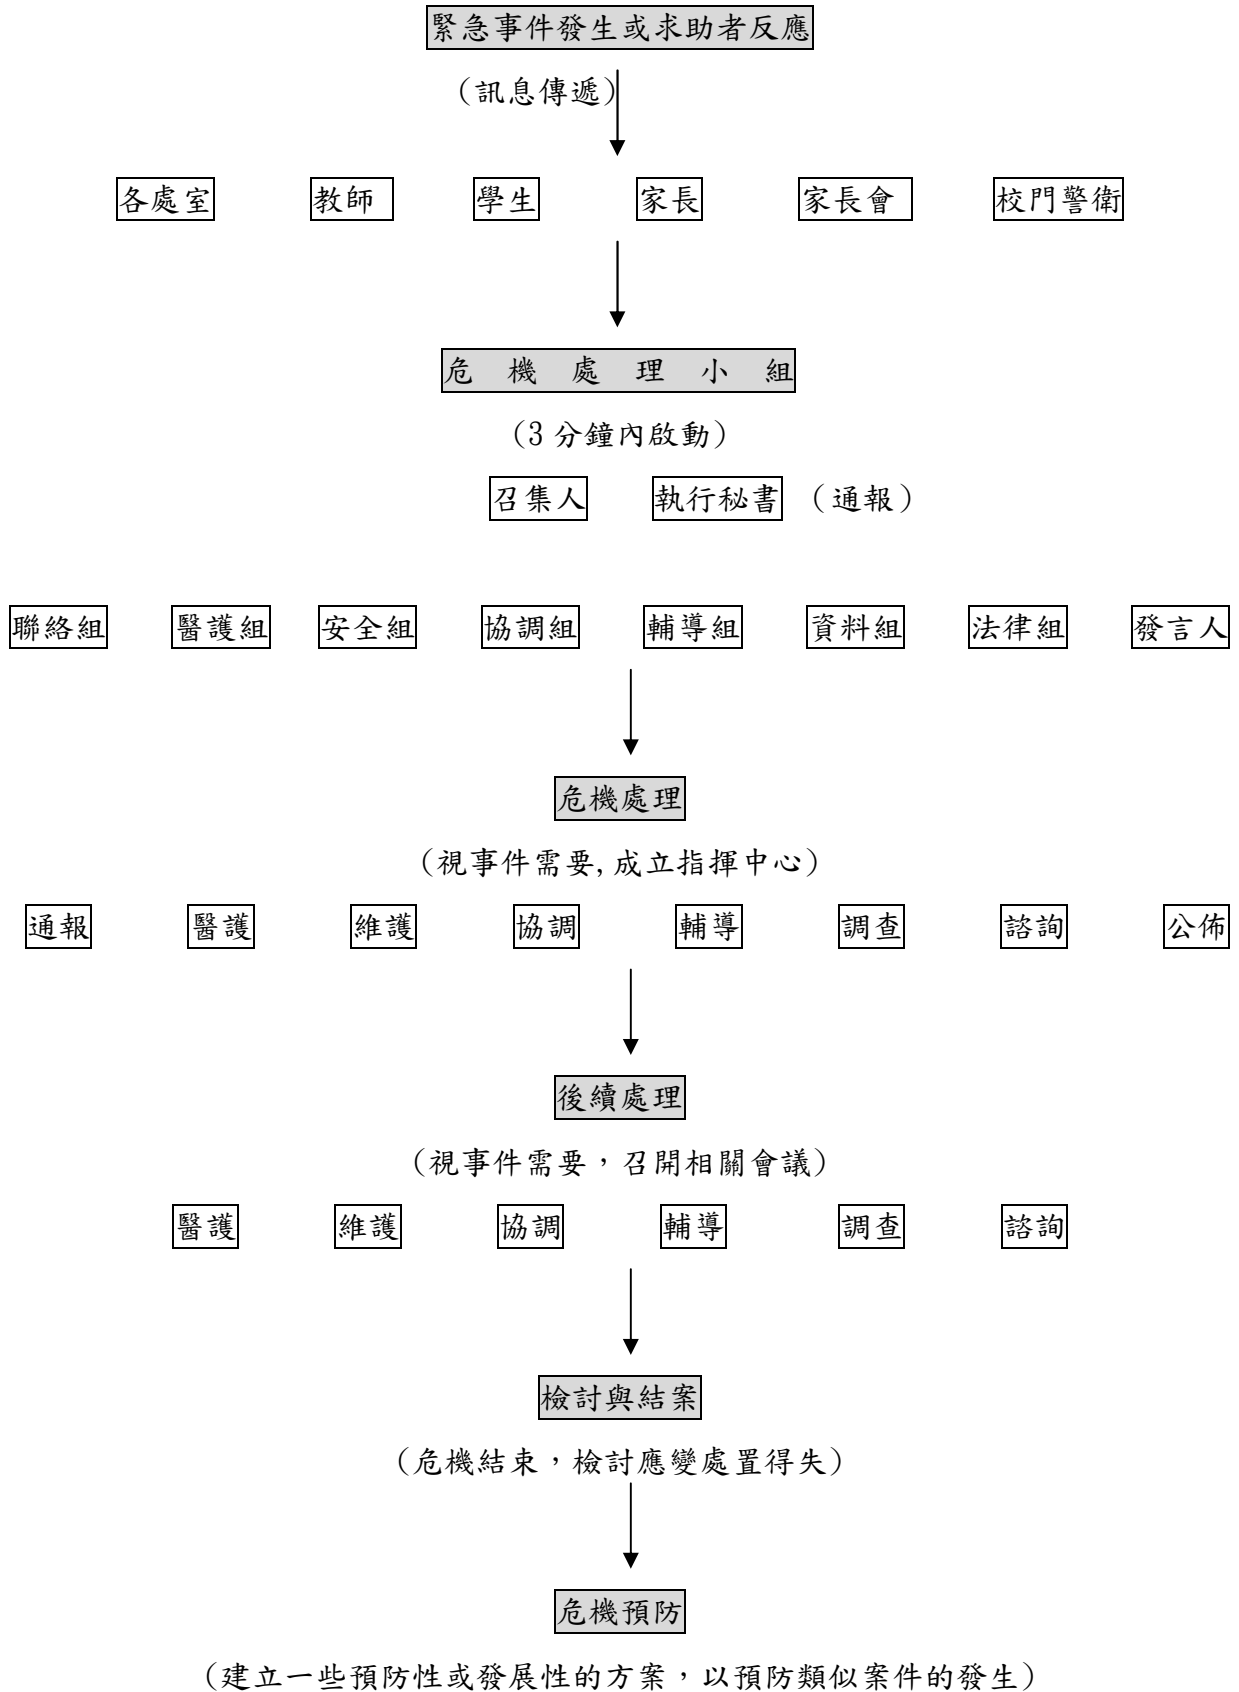 緊急事件發生或求助者反應
（訊息傳遞）
各處室 教師 學生 家長 家長會 校門警衛
危機處理小組
（3 分鐘內啟動）
召集人 執行秘書 （通報）
聯絡組 醫護組 安全組 協調組 輔導組 資料組 法律組 發言人
危機處理
（視事件需要,成立指揮中心）
通報 醫護 維護 協調 輔導 調查 諮詢 公佈
後續處理
（視事件需要，召開相關會議）
醫護 維護 協調 輔導 調查 諮詢
檢討與結案
（危機結束，檢討應變處置得失）
危機預防
（建立一些預防性或發展性的方案，以預防類似案件的發生）